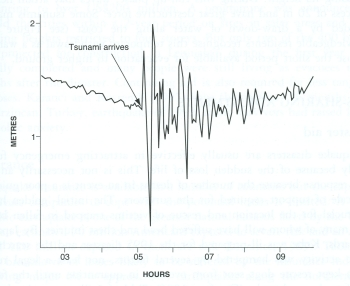 2
Tsunami arrives
METRES
1
03 05 07 09
HOURS